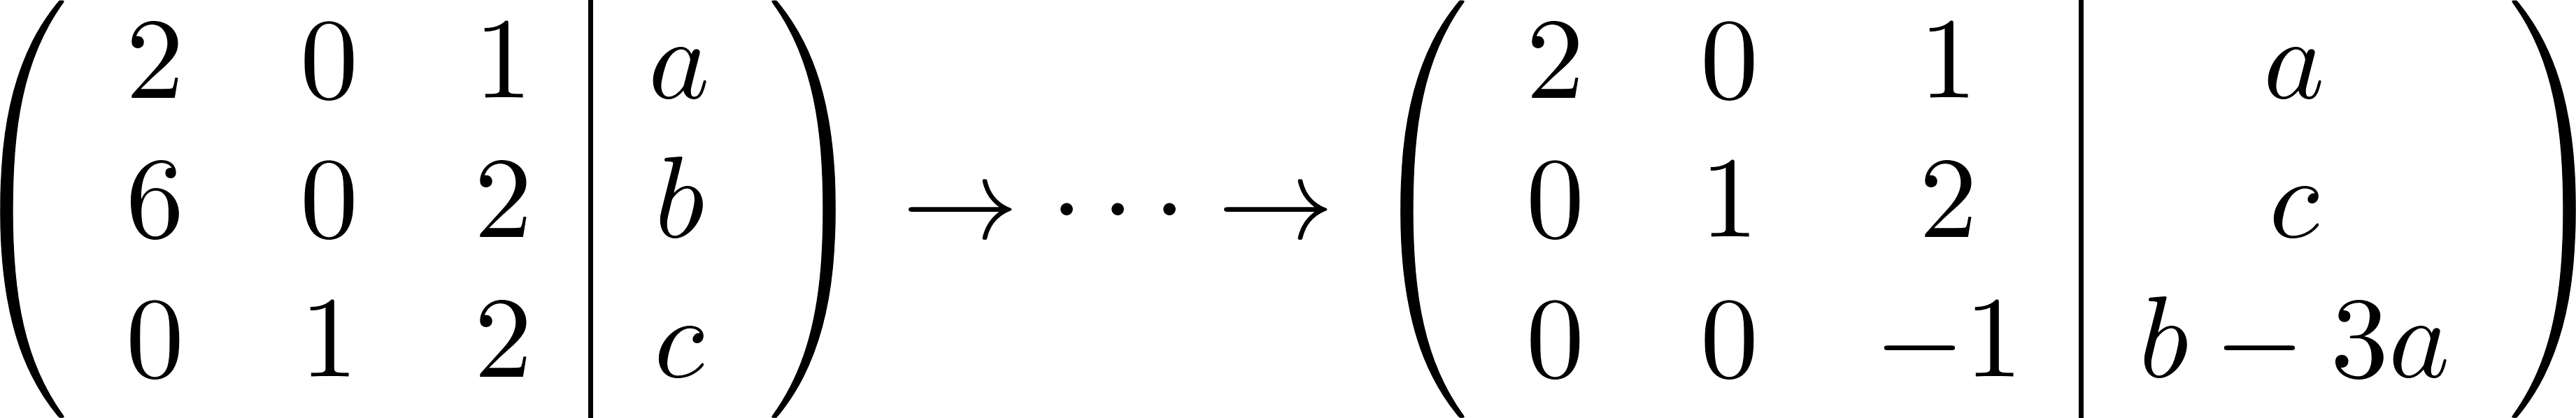 ( 2 0 1 | a ) → · · · → ( 2 0 1 | a )
( 6 0 2 | b ) ( 0 1 2 | c )
( 0 1 2 | c ) ( 0 0 −1 | b − 3a )